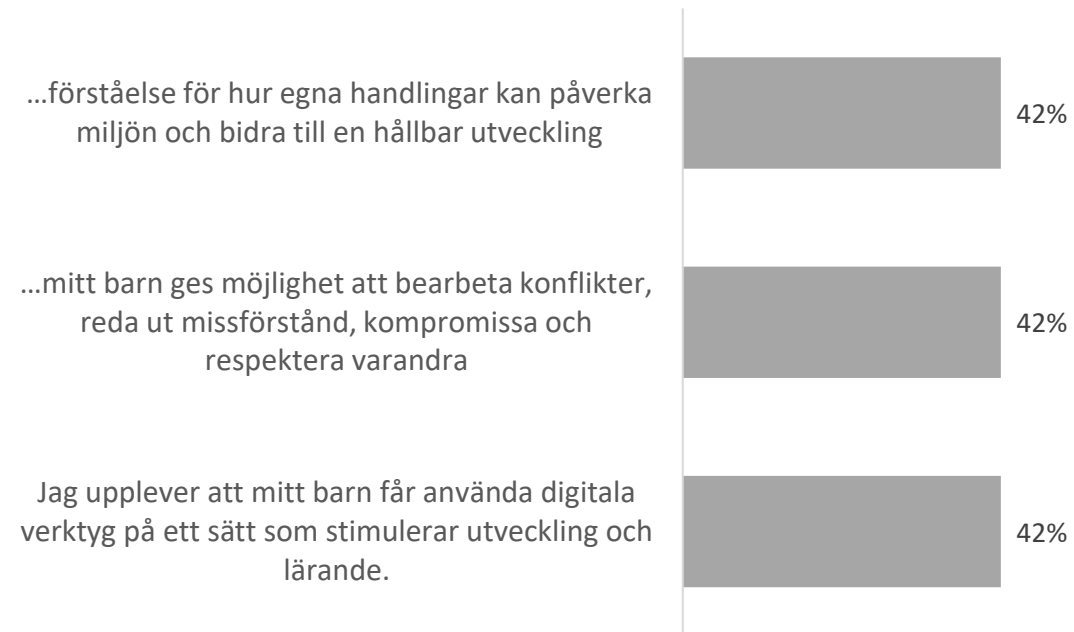 …förståelse för hur egna handlingar kan påverka
miljön och bidra till en hållbar utveckling
42%
…mitt barn ges möjlighet att bearbeta konflikter,
reda ut missförstånd, kompromissa och
respektera varandra
42%
Jag upplever att mitt barn får använda digitala
verktyg på ett sätt som stimulerar utveckling och
lärande.
42%